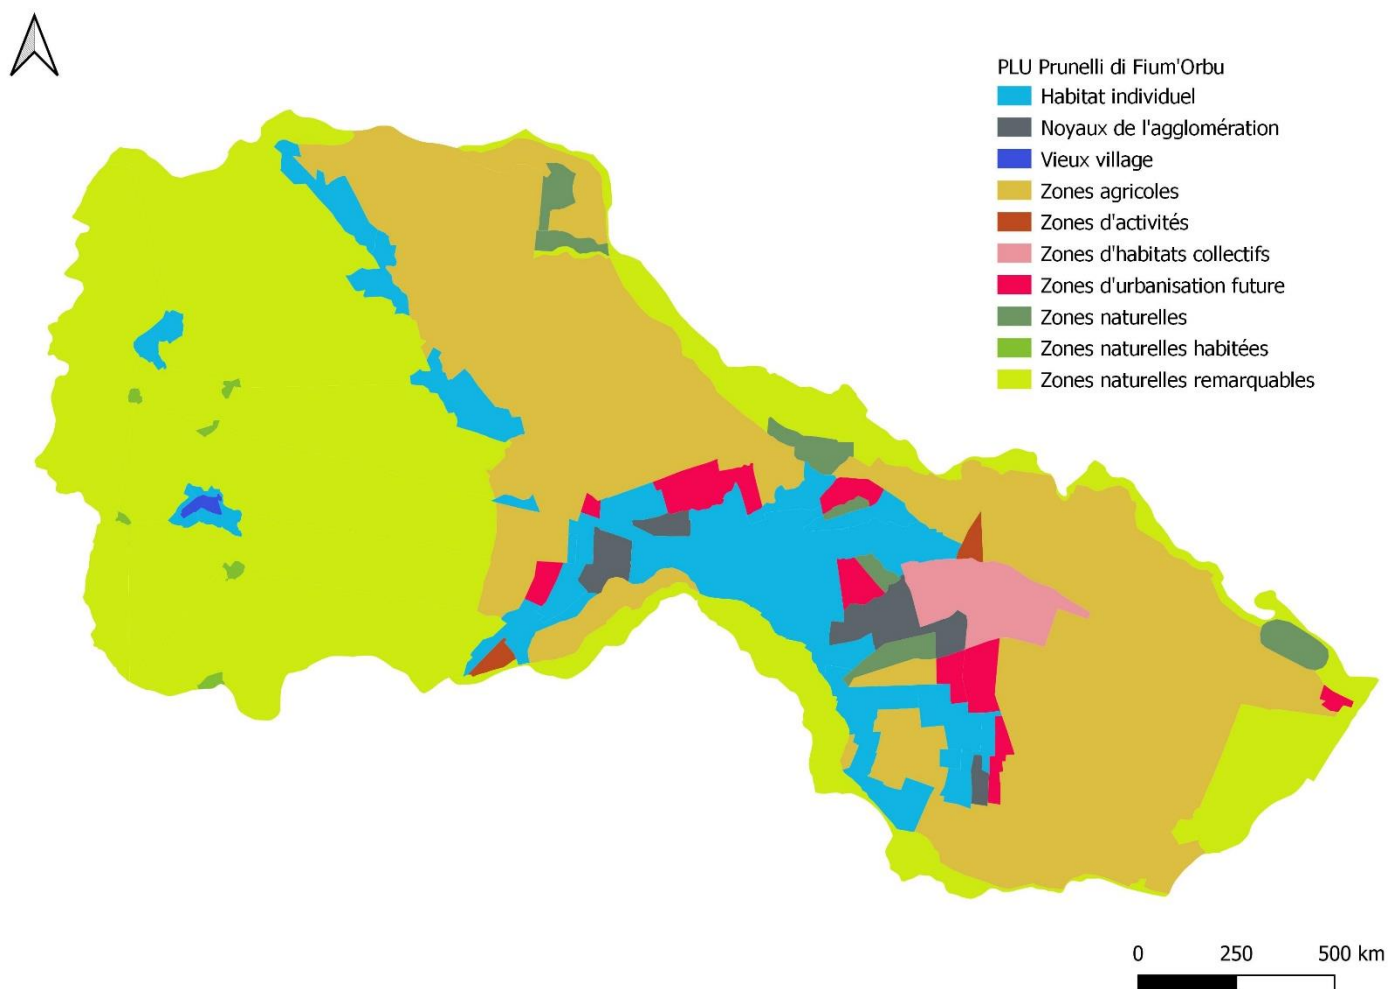 PLU Prunelli di Fium'Orbu
Habitat individuel
Noyaux de l'agglomération
Vieux village
Zones agricoles
Zones d'activités
Zones d'habitats collectifs
Zones d'urbanisation future
Zones naturelles
Zones naturelles habitées
Zones naturelles remarquables
0 250 500 km